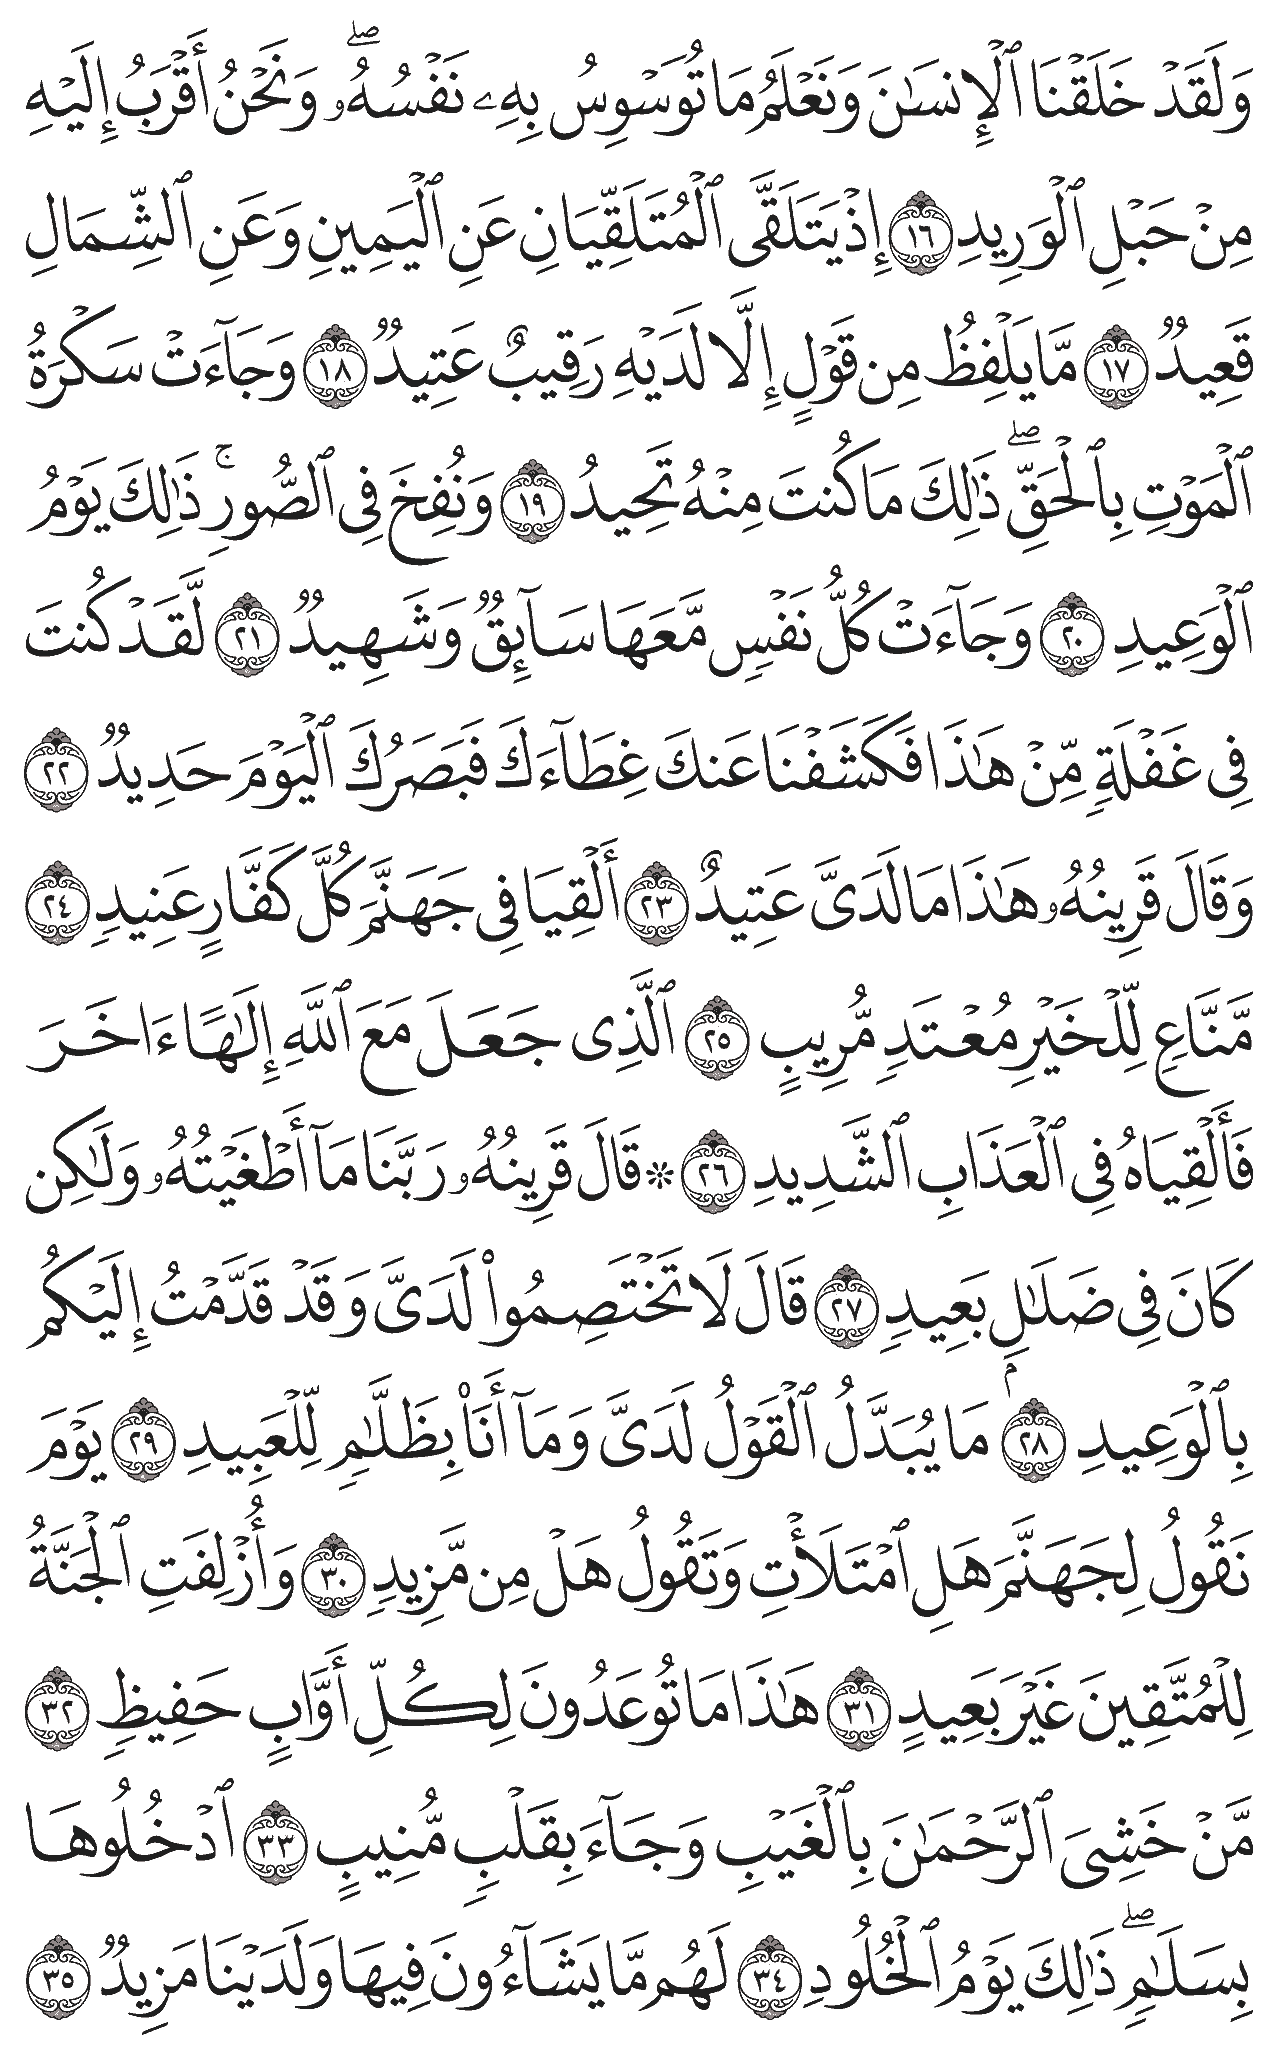 وَلَقَدْ خَلَقْنَا ٱلْإِنسَٰنَ وَنَعْلَمُ مَا تُوَسْوِسُ بِهِۦ نَفْسُهُۥ ۖ وَنَحْنُ أَقْرَبُ إِلَيْهِ
مِنْ حَبْلِ ٱلْوَرِيدِ ١٦ إِذْ يَتَلَقَّى ٱلْمُتَلَقِّيَانِ عَنِ ٱلْيَمِينِ وَعَنِ ٱلشِّمَالِ
قَعِيدٌ ١٧ مَّا يَلْفِظُ مِن قَوْلٍ إِلَّا لَدَيْهِ رَقِيبٌ عَتِيدٌ ١٨ وَجَآءَتْ سَكْرَةُ
ٱلْمَوْتِ بِٱلْحَقِّ ۖ ذَٰلِكَ مَا كُنتَ مِنْهُ تَحِيدُ ١٩ وَنُفِخَ فِى ٱلصُّورِ ۚ ذَٰلِكَ يَوْمُ
ٱلْوَعِيدِ ٢٠ وَجَآءَتْ كُلُّ نَفْسٍ مَّعَهَا سَآئِقٌ وَشَهِيدٌ ٢١ لَّقَدْ كُنتَ
فِى غَفْلَةٍ مِّنْ هَٰذَا فَكَشَفْنَا عَنكَ غِطَآءَكَ فَبَصَرُكَ ٱلْيَوْمَ حَدِيدٌ ٢٢
وَقَالَ قَرِينُهُۥ هَٰذَا مَا لَدَىَّ عَتِيدٌ ٢٣ أَلْقِيَا فِى جَهَنَّمَ كُلَّ كَفَّارٍ عَنِيدٍ ٢٤
مَّنَّاعٍ لِّلْخَيْرِ مُعْتَدٍ مُّرِيبٍ ٢٥ ٱلَّذِى جَعَلَ مَعَ ٱللَّهِ إِلَٰهًا ءَاخَرَ
فَأَلْقِيَاهُ فِى ٱلْعَذَابِ ٱلشَّدِيدِ ٢٦ ۞ قَالَ قَرِينُهُۥ رَبَّنَا مَآ أَطْغَيْتُهُۥ وَلَٰكِن
كَانَ فِى ضَلَٰلٍۭ بَعِيدٍ ٢٧ قَالَ لَا تَخْتَصِمُوا۟ لَدَىَّ وَقَدْ قَدَّمْتُ إِلَيْكُم
بِٱلْوَعِيدِ ٢٨ مَا يُبَدَّلُ ٱلْقَوْلُ لَدَىَّ وَمَآ أَنَا۠ بِظَلَّٰمٍ لِّلْعَبِيدِ ٢٩ يَوْمَ
نَقُولُ لِجَهَنَّمَ هَلِ ٱمْتَلَأْتِ وَتَقُولُ هَلْ مِن مَّزِيدٍ ٣٠ وَأُزْلِفَتِ ٱلْجَنَّةُ
لِلْمُتَّقِينَ غَيْرَ بَعِيدٍ ٣١ هَٰذَا مَا تُوعَدُونَ لِكُلِّ أَوَّابٍ حَفِيظٍ ٣٢
مَّنْ خَشِىَ ٱلرَّحْمَٰنَ بِٱلْغَيْبِ وَجَآءَ بِقَلْبٍ مُّنِيبٍ ٣٣ ٱدْخُلُوهَا
بِسَلَٰمٍ ۖ ذَٰلِكَ يَوْمُ ٱلْخُلُودِ ٣٤ لَهُم مَّا يَشَآءُونَ فِيهَا وَلَدَيْنَا مَزِيدٌ ٣٥